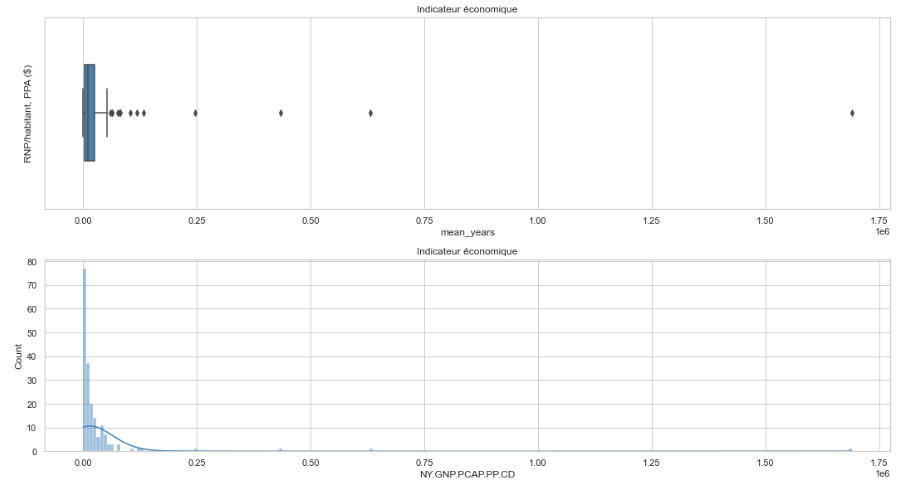 Indicateur économique
RNP/habitant, PPA ($)
0.00 0.25 0.50 0.75 1.00 1.25 1.50 1.75
1e6
mean_years
Indicateur économique
80
70
60
50
40
30
20
10
0
Count
0.00 0.25 0.50 0.75 1.00 1.25 1.50 1.75
1e6
NY.GNP.PCAP.PP.CD